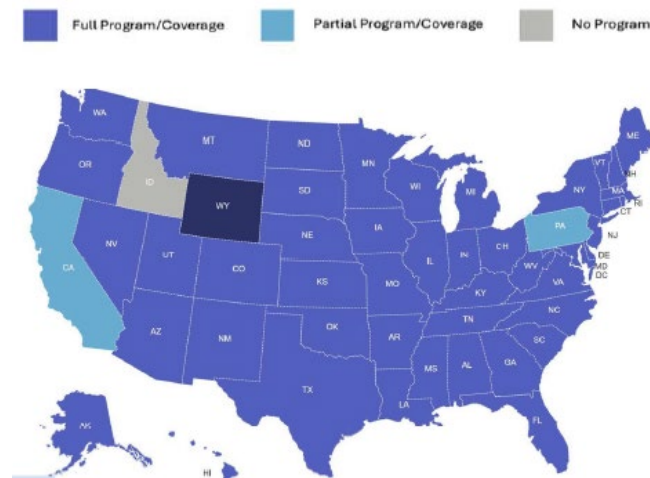 Full Program/Coverage Partial Program/Coverage No Program
WA
MT
ND
ME
OR
ID
MN
VT
NH
SD
WI
MI
NY
MA
WY
RI
CT
IA
PA
NE
NJ
NV
IL
IN
CH
DE
UT
MD
CA
CO
WV
DC
KS
MO
KY
VA
NC
TN
AZ
OK
NM
AR
SC
MS
AL
GA
TX
LA
AK
FL
HI